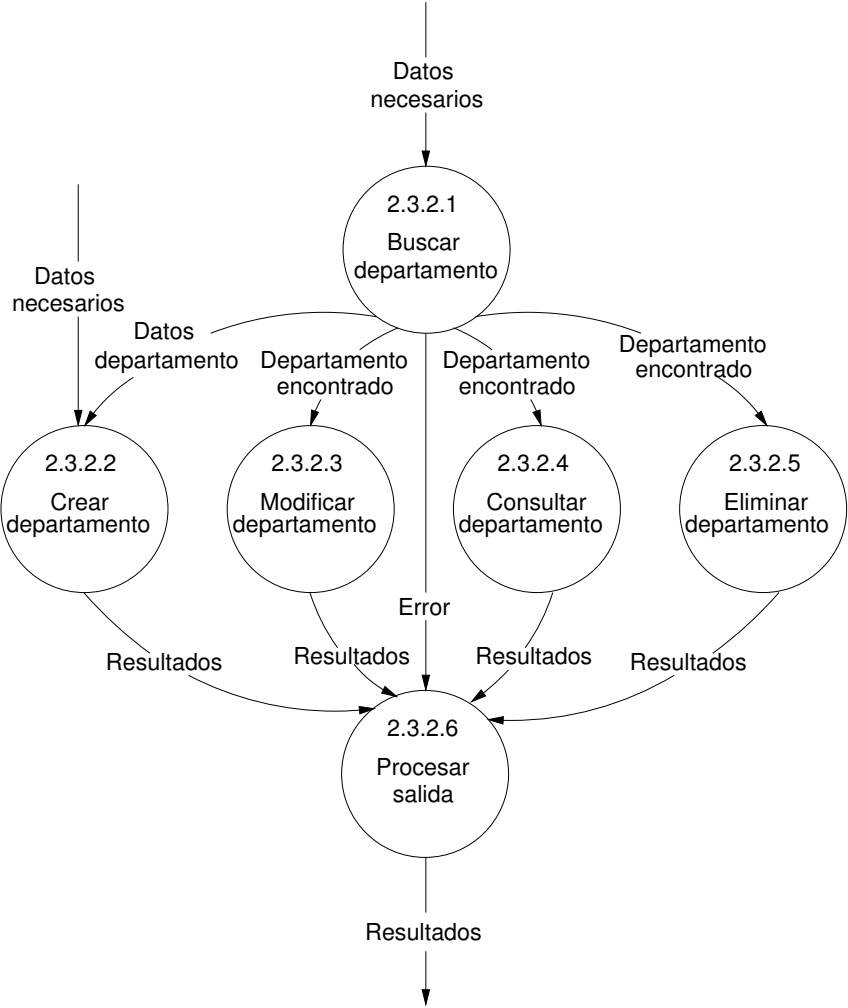 Datos
necesarios
2.3.2.1
Buscar
departamento
Datos
necesarios
Datos
departamento
Departamento
encontrado
Departamento
encontrado
Departamento
encontrado
2.3.2.2
Crear
departamento
2.3.2.3
Modificar
departamento
2.3.2.4
Consultar
departamento
2.3.2.5
Eliminar
departamento
Error
Resultados
Resultados
Resultados
Resultados
2.3.2.6
Procesar
salida
Resultados